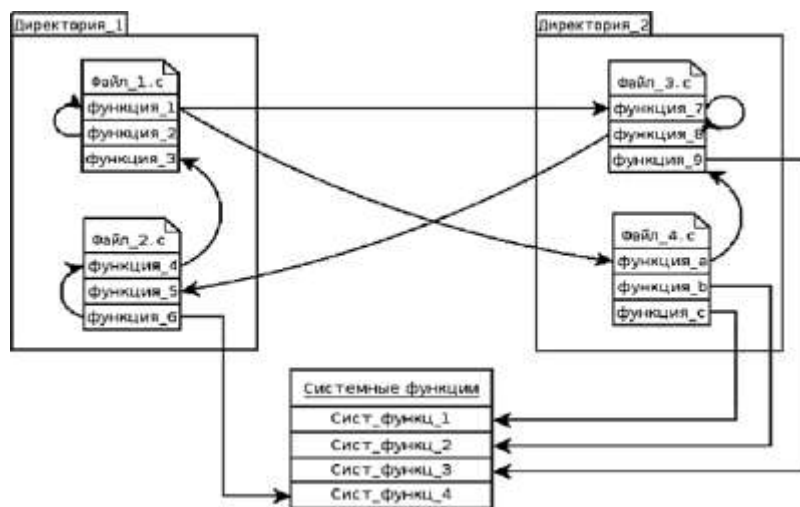 Директория_1
Файл_1.c
функция_1
функция_2
функция_3
Файл_2.c
функция_4
функция_5
функция_6
Директория_2
Файл_3.c
функция_7
функция_8
функция_9
Файл_4.c
функция_a
функция_b
функция_c
Системные функции
Сист_функц_1
Сист_функц_2
Сист_функц_3
Сист_функц_4